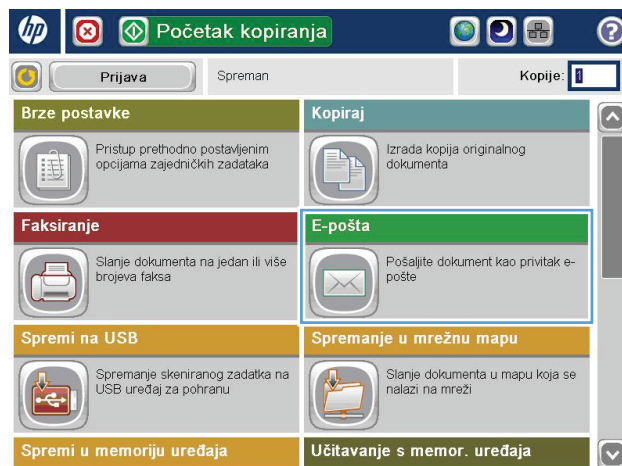 hp
Početak kopiranja
?
Prijava
Spreman
Kopije: 1
Brze postavke
Pristup prethodno postavljenim
opcijama zajedničkih zadataka
Kopiraj
Izrada kopija originalnog
dokumenta
Faksiranje
Slanje dokumenta na jedan ili više
brojeva faksa
E-pošta
Pošaljite dokument kao privitak e-
pošte
Spremi na USB
Spremanje skeniranog zadatka na
USB uređaj za pohranu
Spremanje u mrežnu mapu
Slanje dokumenta u mapu koja se
nalazi na mreži
Spremi u memoriju uređaja
Učitavanje s memor. uređaja